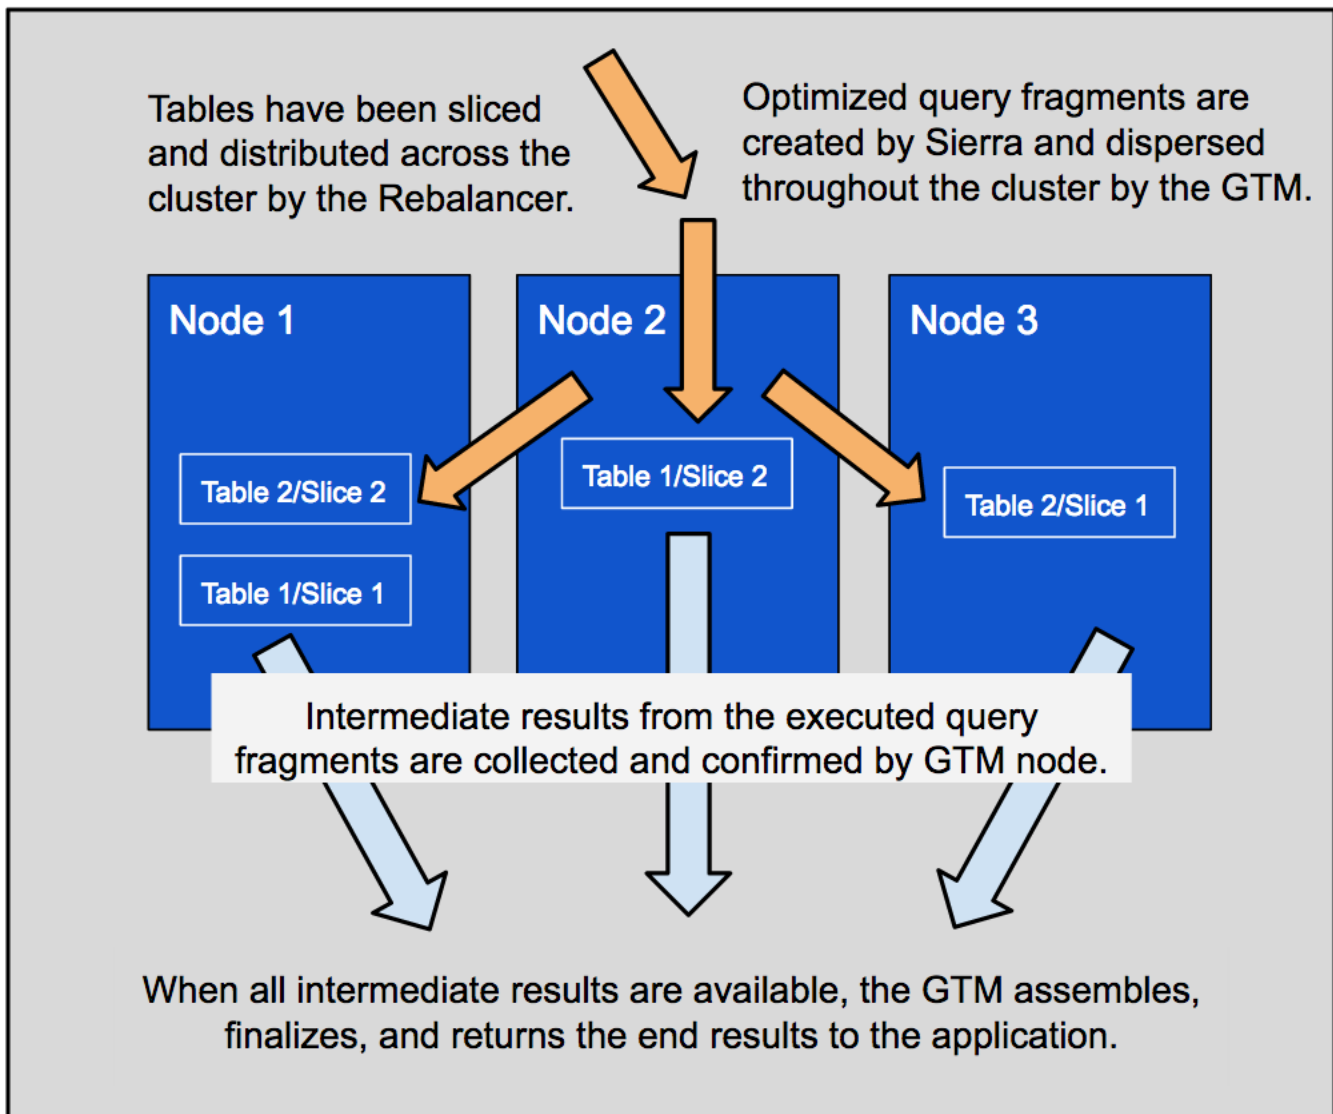 Tables have been sliced
and distributed across the
cluster by the Rebalancer.
Optimized query fragments are
created by Sierra and dispersed
throughout the cluster by the GTM.
Node 1
Table 2/Slice 2
Table 1/Slice 1
Node 2
Table 1/Slice 2
Node 3
Table 2/Slice 1
Intermediate results from the executed query
fragments are collected and confirmed by GTM node.
When all intermediate results are available, the GTM assembles,
finalizes, and returns the end results to the application.